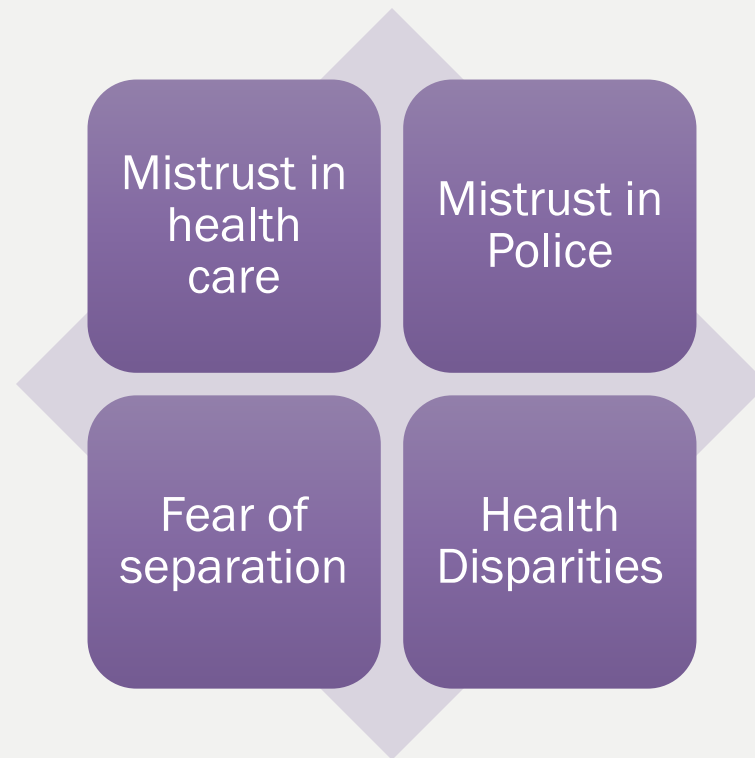 Mistrust in
health
care
Mistrust in
Police
Fear of
separation
Health
Disparities